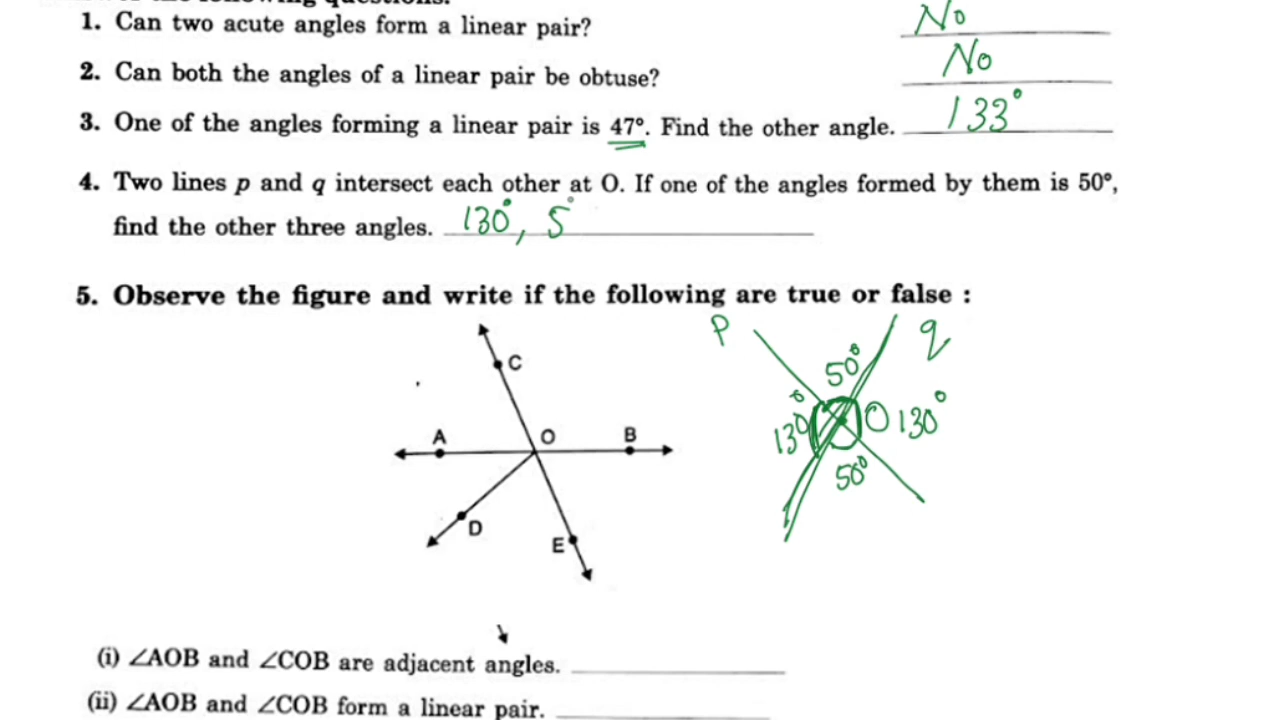 1. Can two acute angles form a linear pair? No
2. Can both the angles of a linear pair be obtuse? No
3. One of the angles forming a linear pair is 47°. Find the other angle. 133°
4. Two lines p and q intersect each other at O. If one of the angles formed by them is 50°,
find the other three angles. 130°, 5°
5. Observe the figure and write if the following are true or false :
P q
C 50°
A O B 130° O 130°
50°
D
E
(i) ∠AOB and ∠COB are adjacent angles.
(ii) ∠AOB and ∠COB form a linear pair.